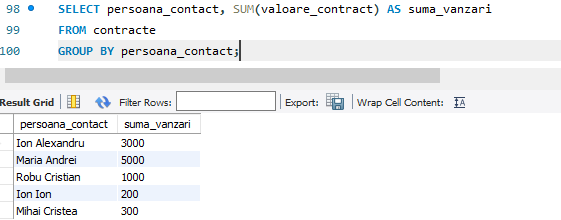 98 SELECT persoana_contact, SUM(valoare_contract) AS suma_vanzari
99 FROM contracte
100 GROUP BY persoana_contact;
Result Grid Filter Rows: Export: Wrap Cell Content:
persoana_contact suma_vanzari
Ion Alexandru 3000
Maria Andrei 5000
Robu Cristian 1000
Ion Ion 200
Mihai Cristea 300